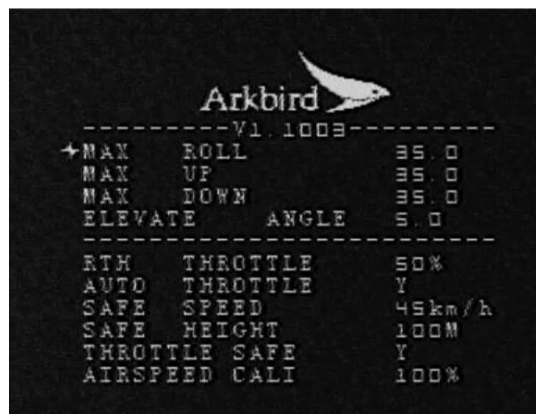 Arkbird
---------V1.1003---------
MAX ROLL 35.0
MAX UP 35.0
MAX DOWN 35.0
ELEVATE ANGLE 5.0
-------------------------
RTH THROTTLE 50%
AUTO THROTTLE Y
SAFE SPEED 45km/h
SAFE HEIGHT 100M
THROTTLE SAFE Y
AIRSPEED CALI 100%